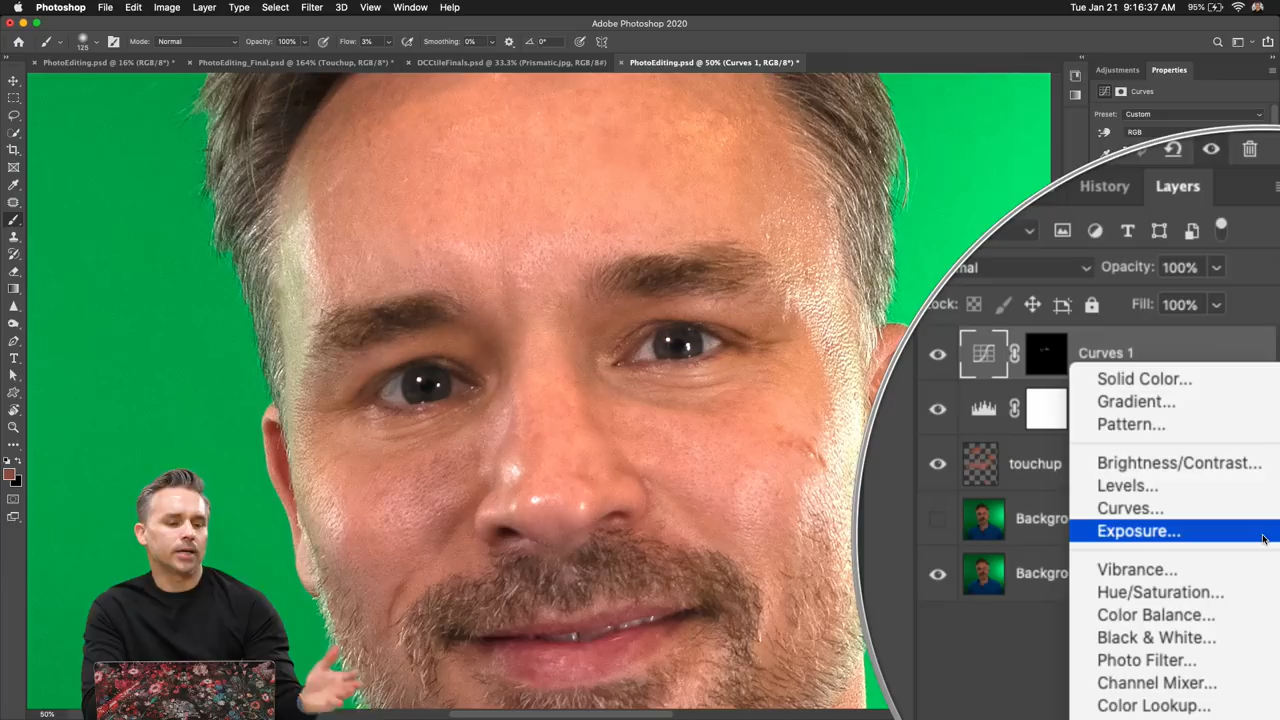 Photoshop File Edit Image Layer Type Select Filter 3D View Window Help Tue Jan 21 9:16:37 AM 95%
Adobe Photoshop 2020
125 Mode: Normal Opacity: 100% Flow: 3% Smoothing: 0% 0°
PhotoEditing.psd @ 16% (RGB/8*) * PhotoEditing_Final.psd @ 164% (Touchup, RGB/8*) * DCCtileFinals.psd @ 33.3% (Prismatic.jpg, RGB/8#) PhotoEditing.psd @ 50% (Curves 1, RGB/8*) *
Adjustments Properties
Curves
Preset: Custom
RGB
History Layers
Opacity: 100%
Fill: 100%
Curves 1
Solid Color...
Gradient...
Pattern...
touchup
Brightness/Contrast...
Levels...
Curves...
Exposure...
Vibrance...
Hue/Saturation...
Color Balance...
Black & White...
Photo Filter...
Channel Mixer...
Color Lookup...
50%